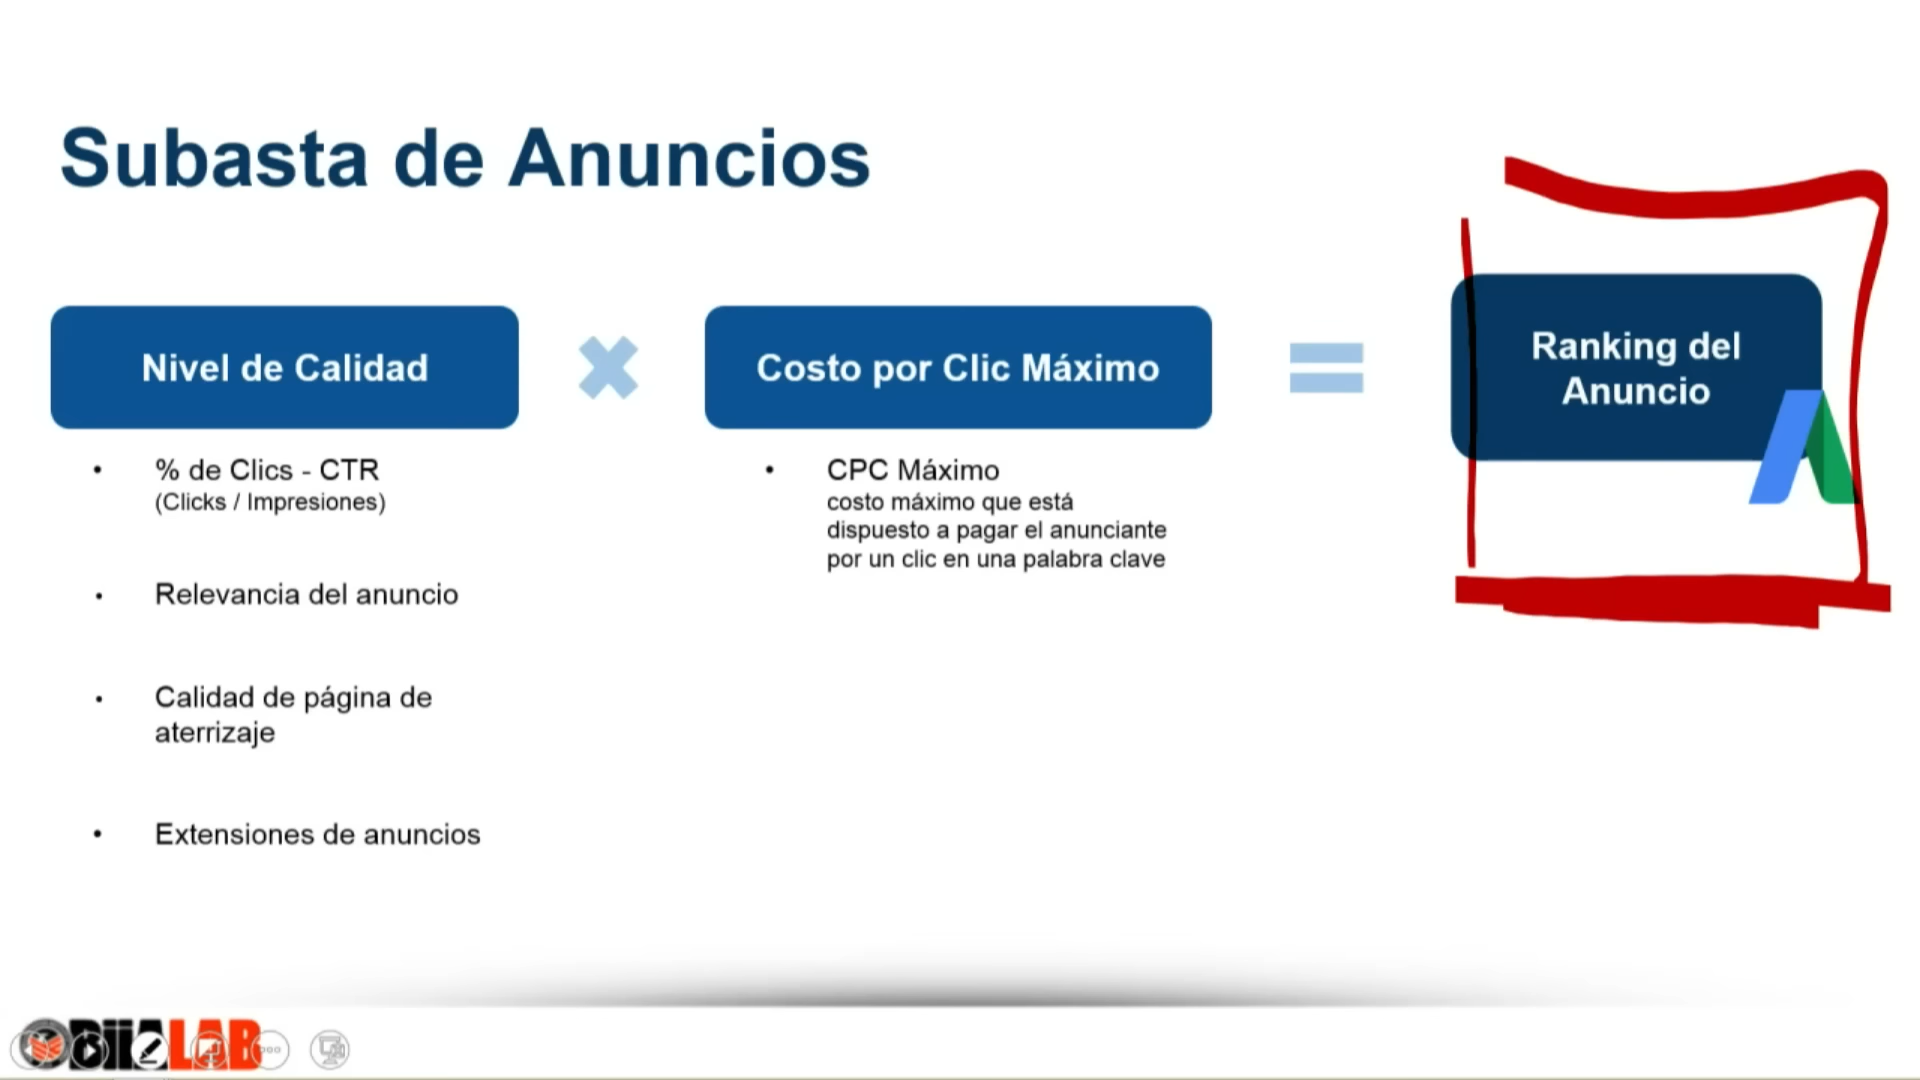 Subasta de Anuncios
Nivel de Calidad
Costo por Clic Máximo
Ranking del
Anuncio
• % de Clics - CTR
(Clicks / Impresiones)
• Relevancia del anuncio
• Calidad de página de
aterrizaje
• Extensiones de anuncios
• CPC Máximo
costo máximo que está
dispuesto a pagar el anunciante
por un clic en una palabra clave
BiiALAB